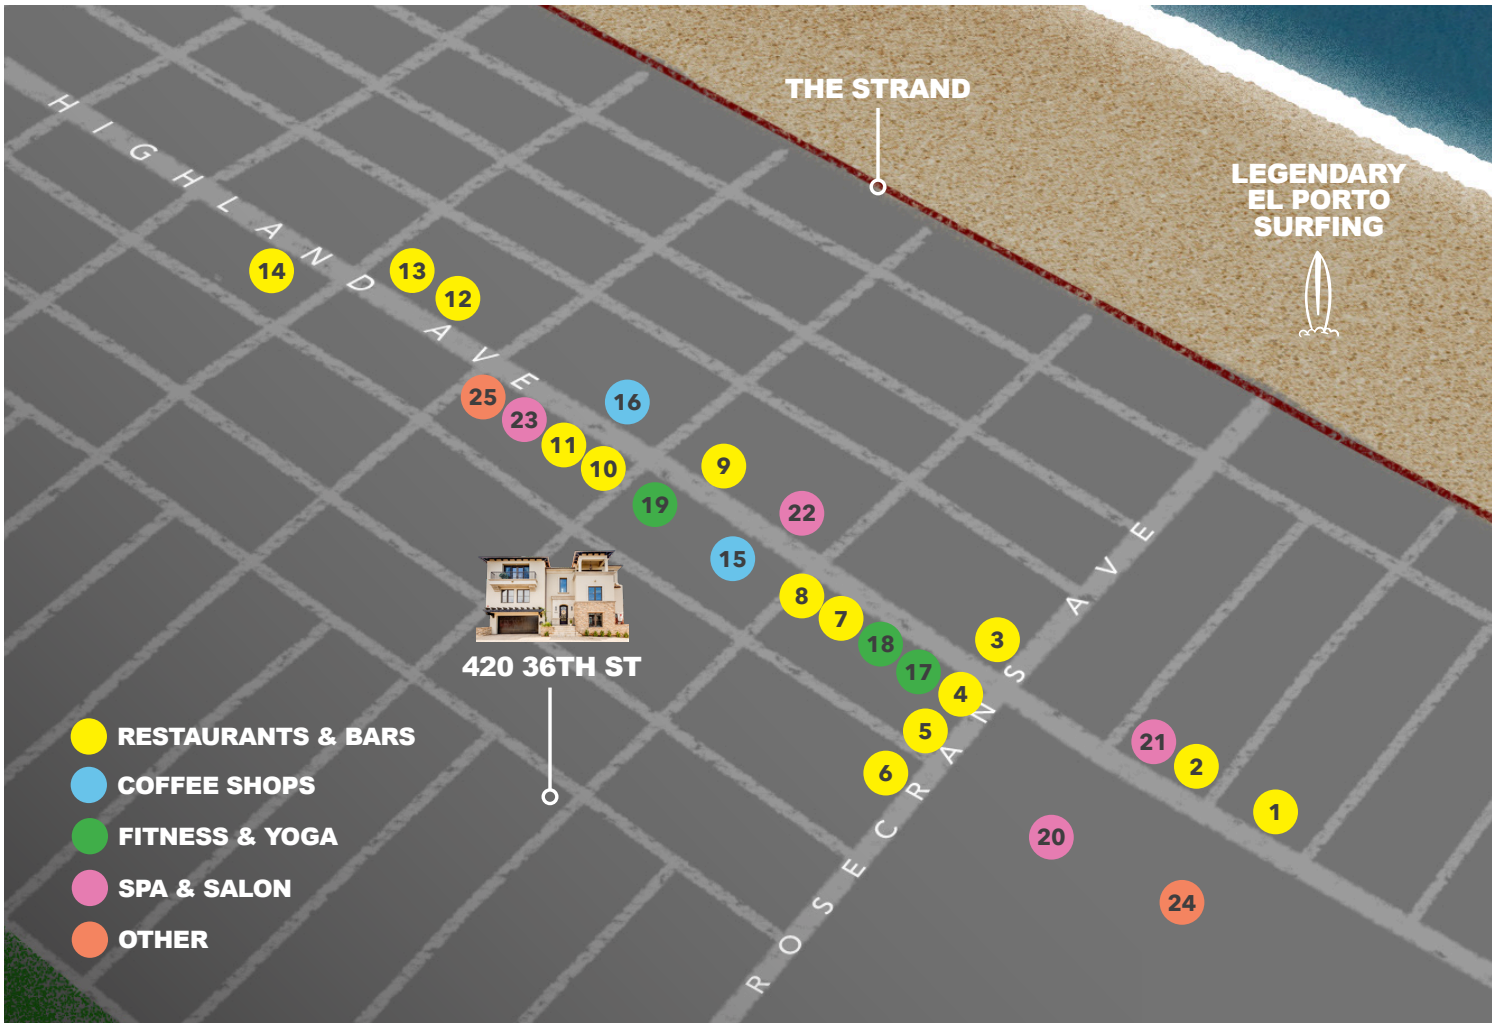 THE STRAND
LEGENDARY
EL PORTO
SURFING
HIGHLAND AVE
14
13
12
25
23
11
10
16
9
19
22
15
8
7
18
17
4
3
5
6
ROSECRANS AVE
21
2
1
20
24
420 36TH ST
RESTAURANTS & BARS
COFFEE SHOPS
FITNESS & YOGA
SPA & SALON
OTHER